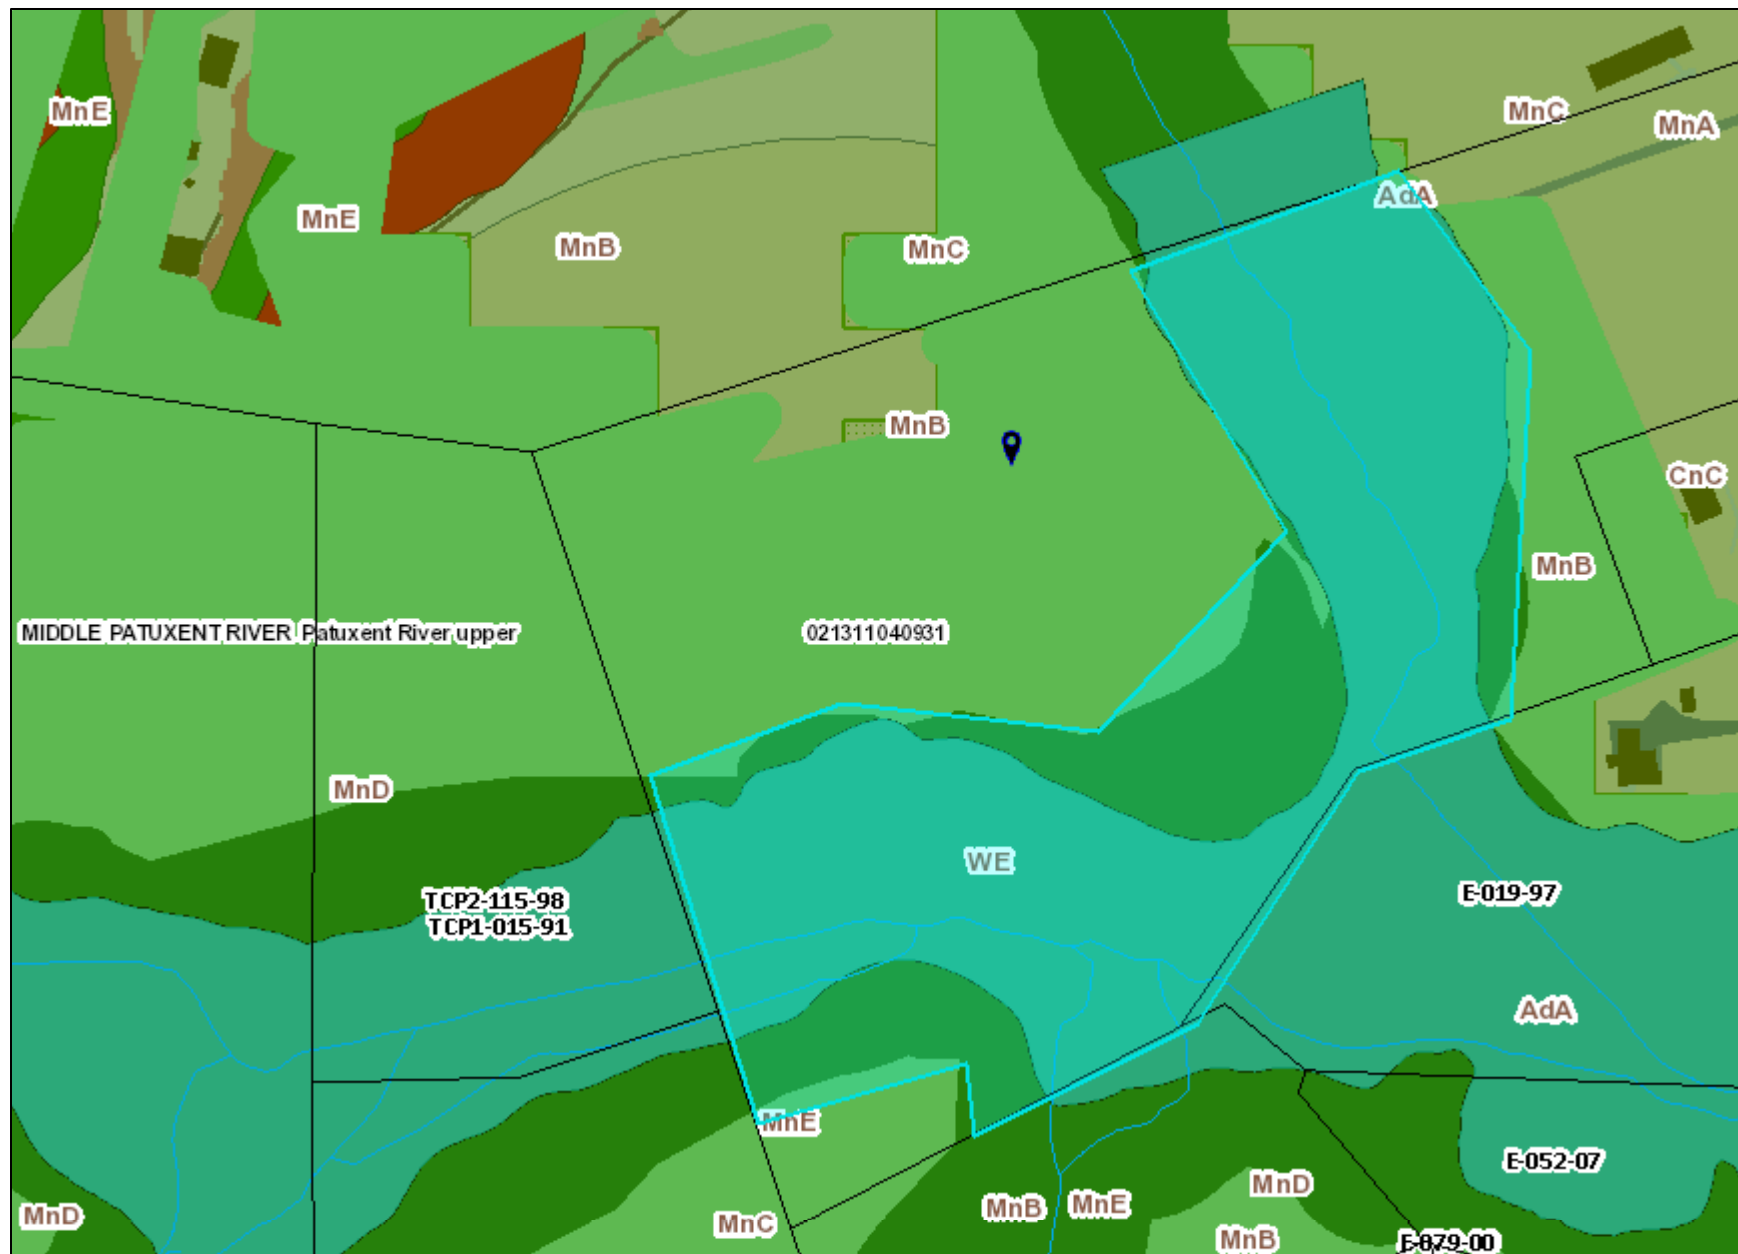 MnE
MnC
MnA
AdA
MnE
MnB
MnC
MnB
CnC
MnB
MIDDLE PATUXENT RIVER Patuxent River upper
021311040931
MnD
WE
TCP2-115-98
TCP1-015-91
E-019-97
AdA
MnE
E-052-07
MnD
MnB
MnE
MnD
MnC
MnB
E-079-00